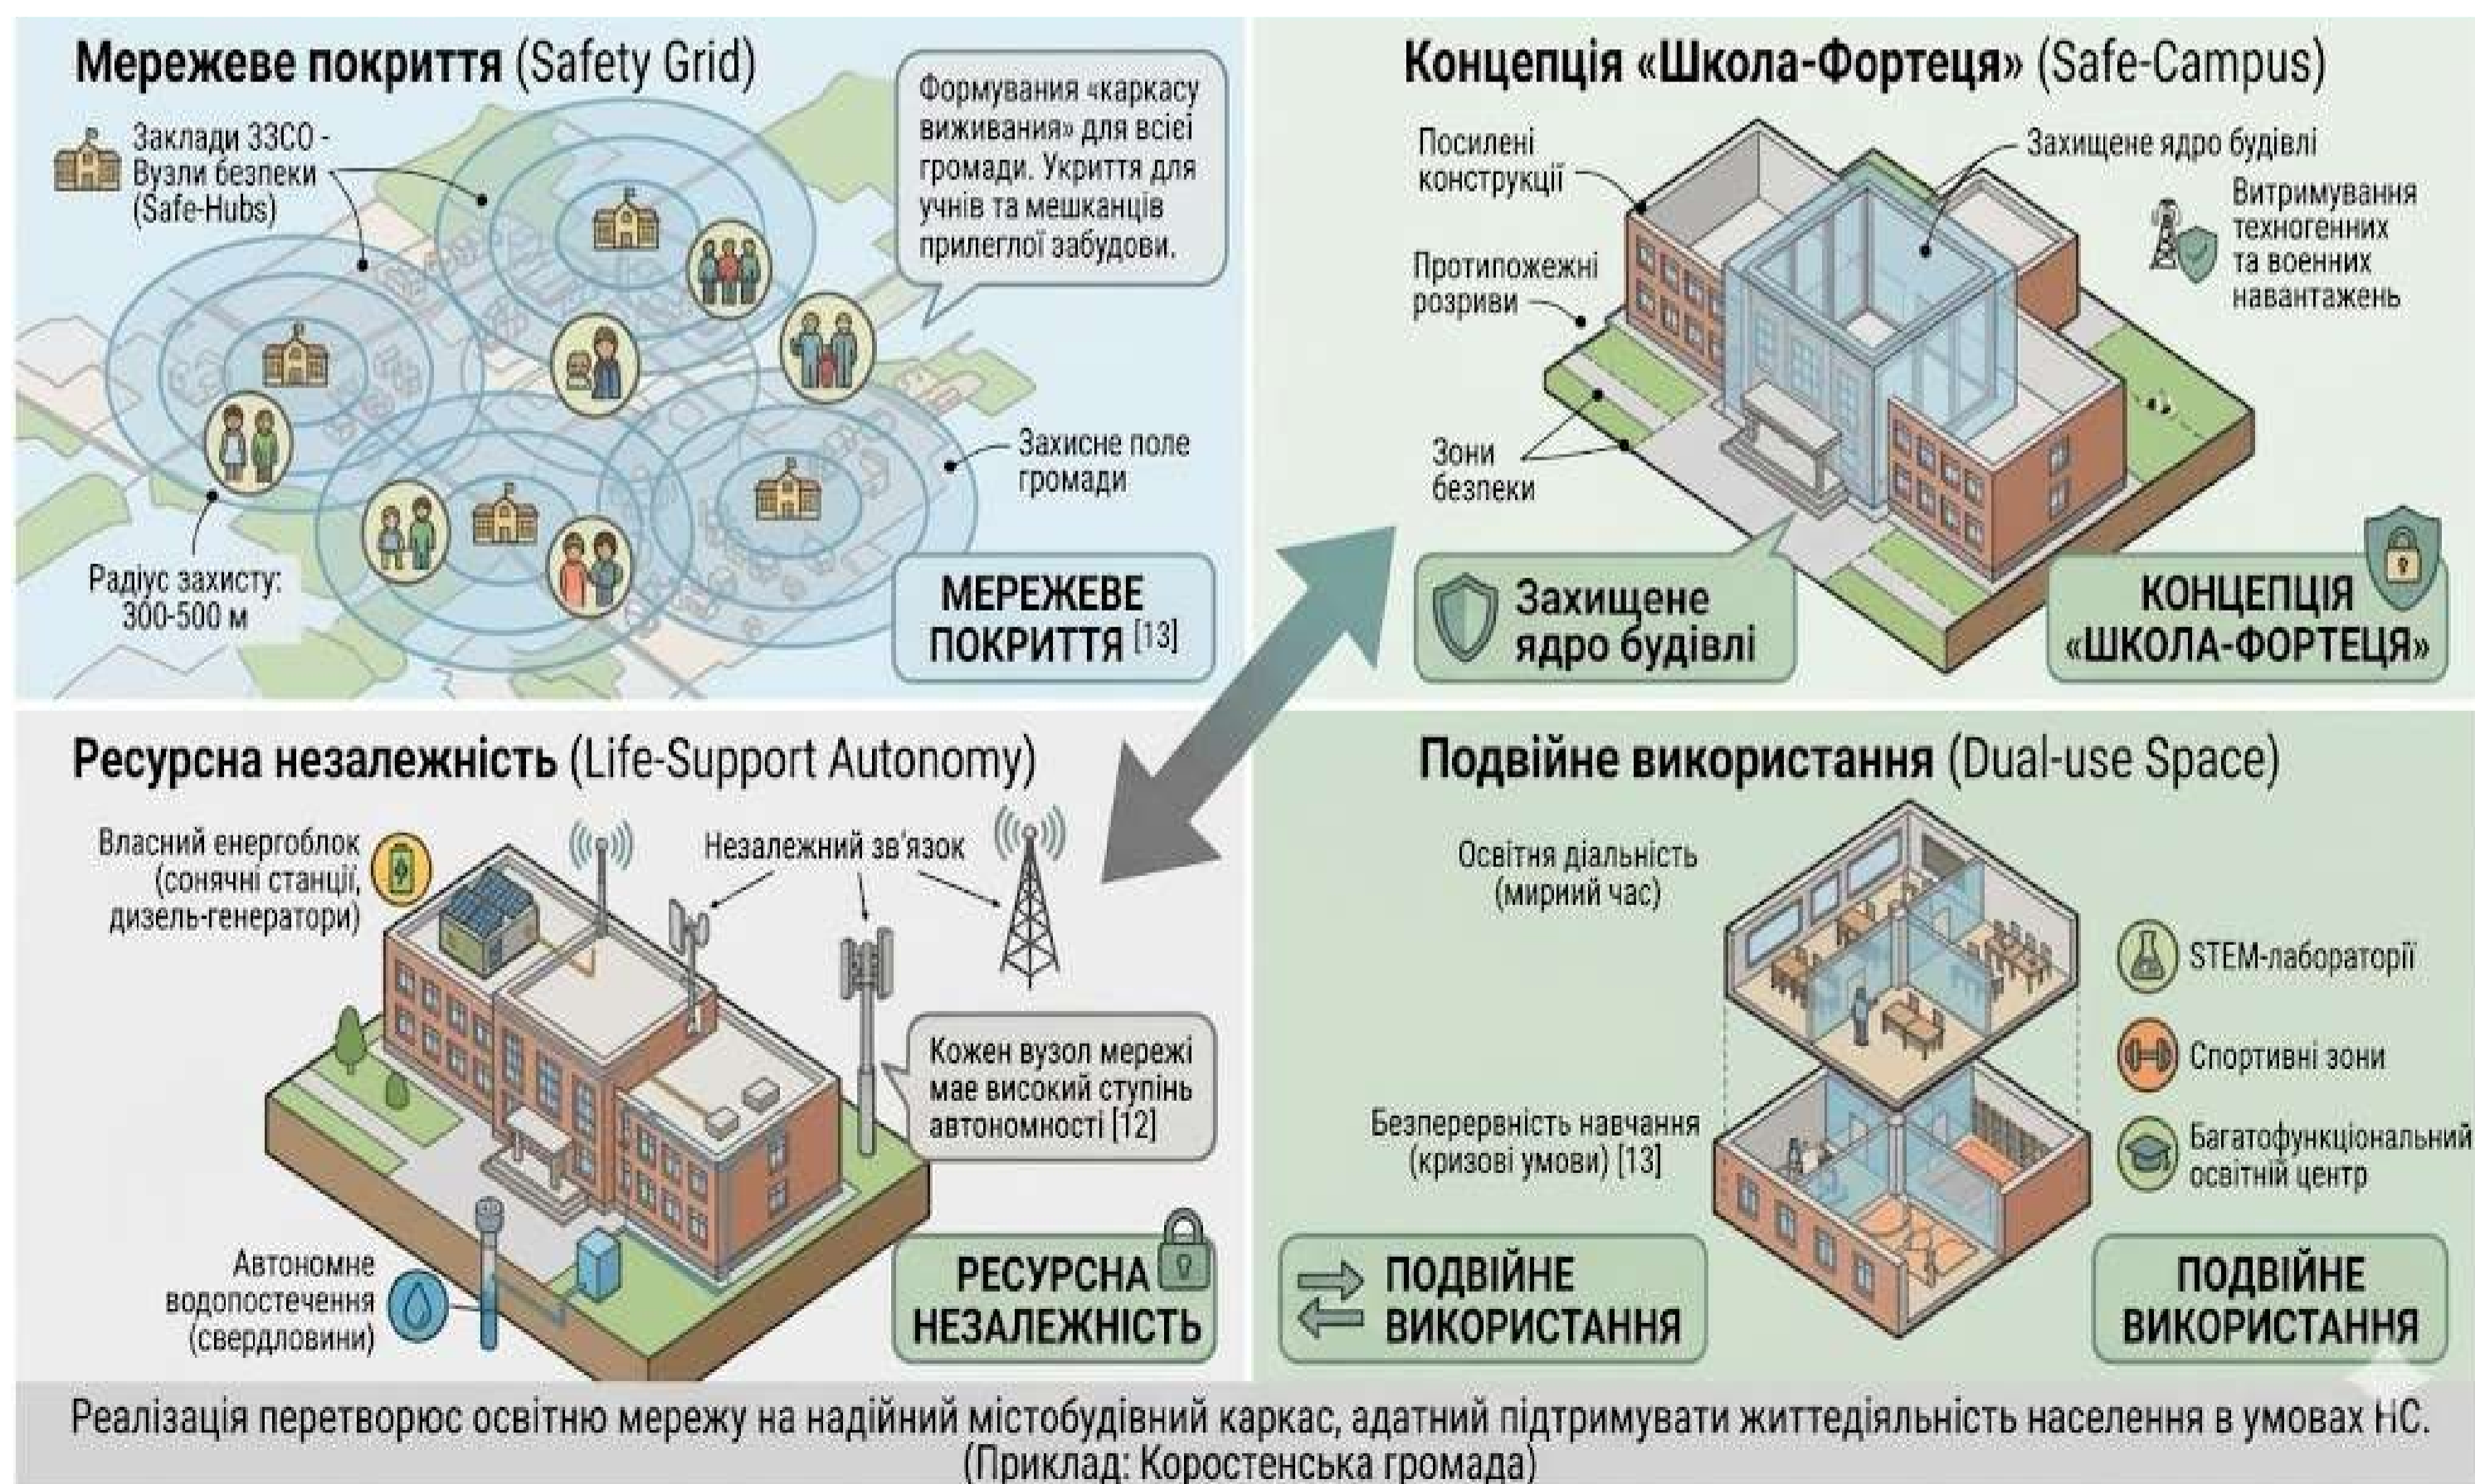 Мережеве покриття (Safety Grid)
Заклади ЗЗСО -
Вузли безпеки
(Safe-Hubs)
Формування «каркасу
виживання» для всієї
громади. Укриття для
учнів та мешканців
прилеглої забудови.
Захисне поле
громади
Радіус захисту:
300-500 м
МЕРЕЖЕВЕ
ПОКРИТТЯ [13]
Концепція «Школа-Фортеця» (Safe-Campus)
Посилені
конструкції
Захищене ядро будівлі
Витримування
техногенних
та военних
навантажень
Протипожежні
розриви
Зони
безпеки
Захищене
ядро будівлі
КОНЦЕПЦІЯ
«ШКОЛА-ФОРТЕЦЯ»
Ресурсна незалежність (Life-Support Autonomy)
Власний енергоблок
(сонячні станції,
дизель-генератори)
Незалежний зв'язок
Кожен вузол мережі
має високий ступінь
автономності [12]
Автономне
водопостечення
(свердловини)
РЕСУРСНА
НЕЗАЛЕЖНІСТЬ
Подвійне використання (Dual-use Space)
Освітня діальність
(мирний час)
STEM-лабораторії
Спортивні зони
Безперервність навчання
(кризові умови) [13]
Багатофункціональний
освітній центр
ПОДВІЙНЕ
ВИКОРИСТАННЯ
ПОДВІЙНЕ
ВИКОРИСТАННЯ
Реалізація перетворюс освітню мережу на надійний містобудівний каркас, адатний підтримувати життедіяльність населення в умовах НС.
(Приклад: Коростенська громада)